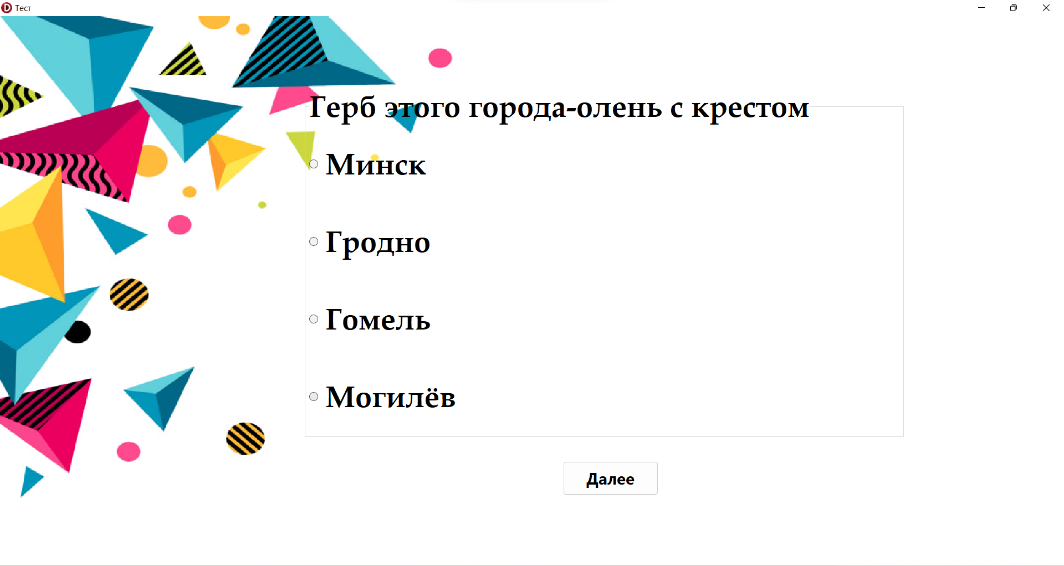 Тест
Герб этого города-олень с крестом
Минск
Гродно
Гомель
Могилёв
Далее